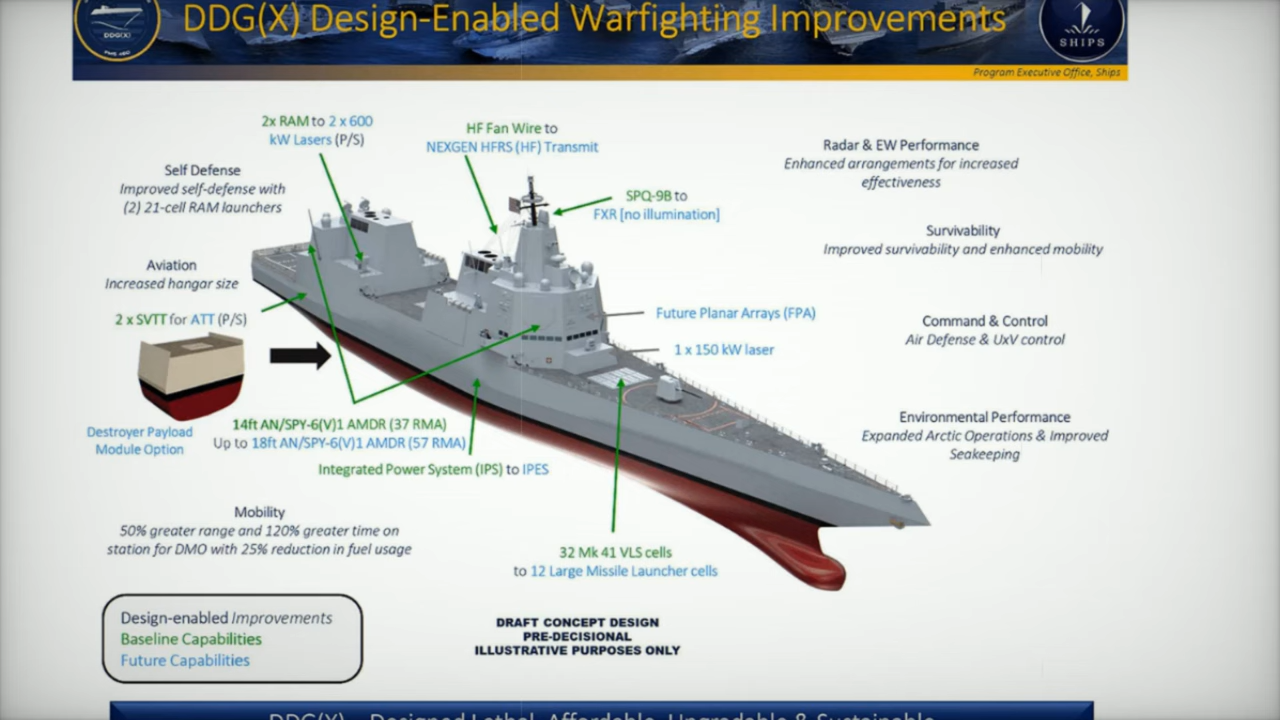 DDG(X) Design-Enabled Warfighting Improvements
DDG(X)
SHIPS
Program Executive Office, Ships
2x RAM to 2 x 600
kW Lasers (P/S)
HF Fan Wire to
NEXGEN HFRS (HF) Transmit
Self Defense
Improved self-defense with
(2) 21-cell RAM launchers
SPQ-9B to
FXR [no illumination]
Radar & EW Performance
Enhanced arrangements for increased
effectiveness
Survivability
Improved survivability and enhanced mobility
Aviation
Increased hangar size
2 x SVTT for ATT (P/S)
Future Planar Arrays (FPA)
1 x 150 kW laser
Command & Control
Air Defense & UxV control
Destroyer Payload
Module Option
14ft AN/SPY-6(V)1 AMDR (37 RMA)
Up to 18ft AN/SPY-6(V)1 AMDR (57 RMA)
Integrated Power System (IPS) to IPES
Environmental Performance
Expanded Arctic Operations & Improved
Seakeeping
Mobility
50% greater range and 120% greater time on
station for DMO with 25% reduction in fuel usage
32 Mk 41 VLS cells
to 12 Large Missile Launcher cells
Design-enabled Improvements
Baseline Capabilities
Future Capabilities
DRAFT CONCEPT DESIGN
PRE-DECISIONAL
ILLUSTRATIVE PURPOSES ONLY
DDG(X) – Designed Lethal, Affordable, Upgradable & Sustainable